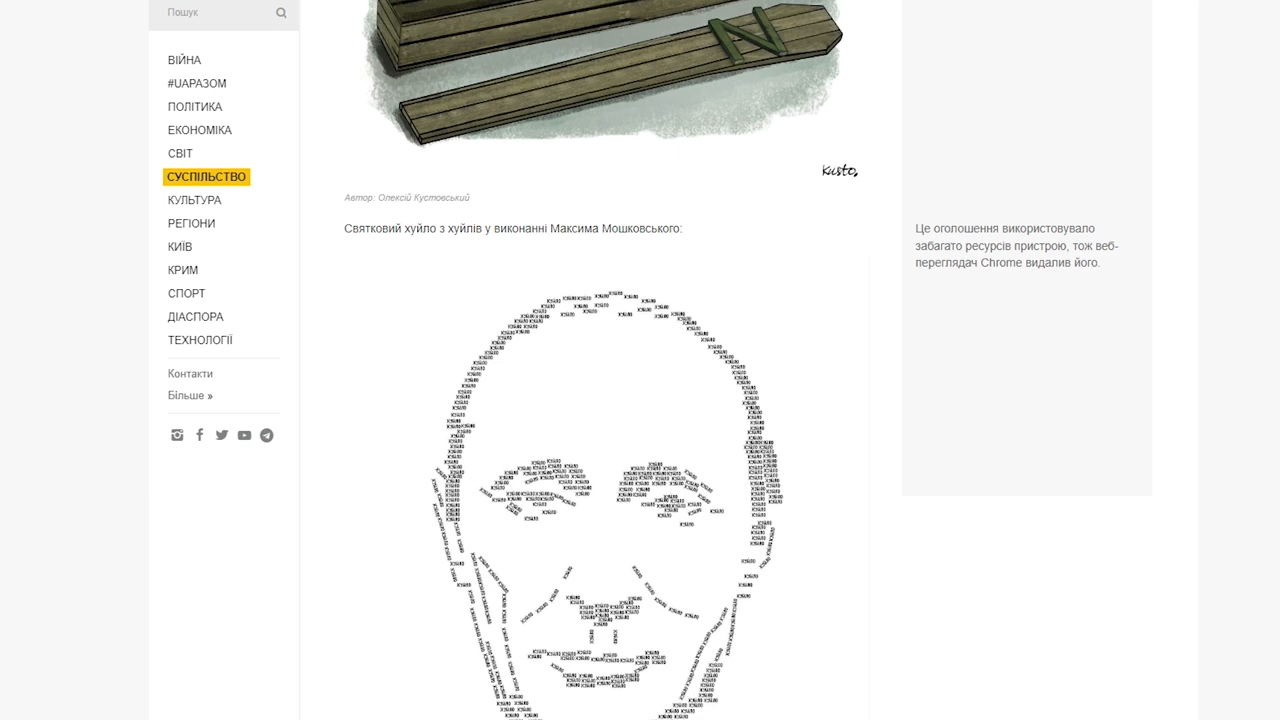 Пошук
ВІЙНА
#UАРАЗОМ
ПОЛІТИКА
ЕКОНОМІКА
СВІТ
СУСПІЛЬСТВО
КУЛЬТУРА
РЕГІОНИ
КИЇВ
КРИМ
СПОРТ
ДІАСПОРА
ТЕХНОЛОГІЇ
Контакти
Більше »
N
Kusto.
Автор: Олексій Кустовський
Святковий хуйло з хуйлів у виконанні Максима Мошковського:
Це оголошення використовувало
забагато ресурсів пристрою, тож веб-
переглядач Chrome видалив його.